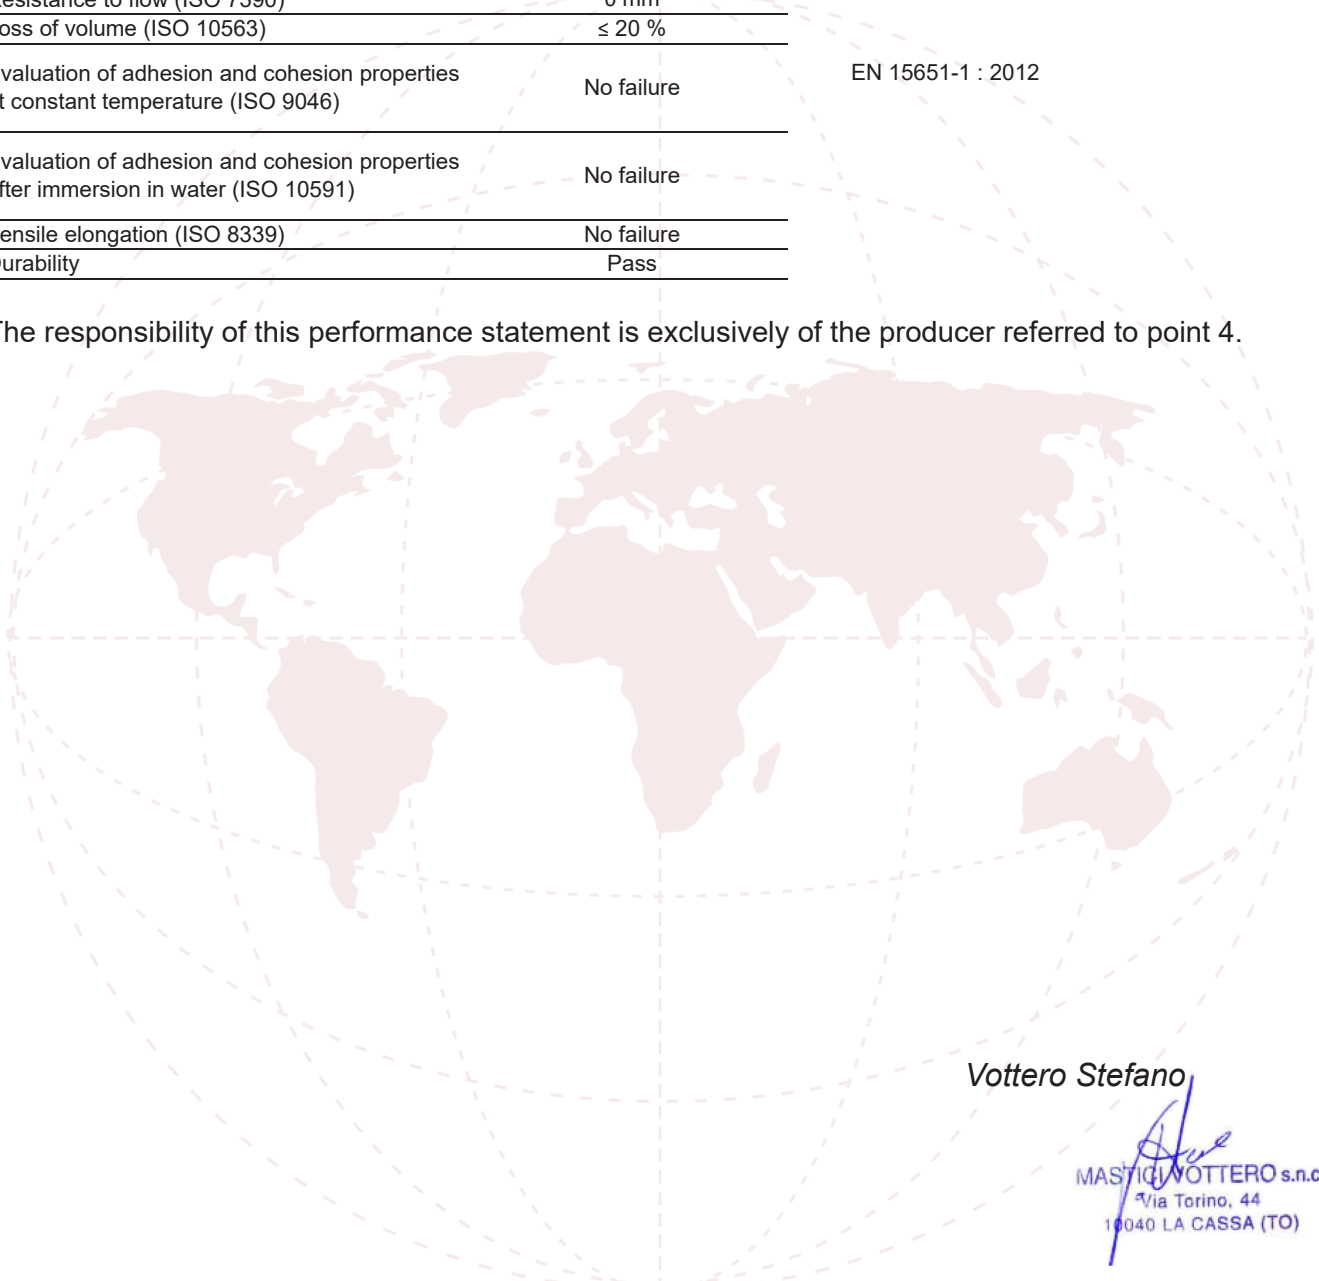 esistance to flow (ISO 7390) 0 mm
oss of volume (ISO 10563) ≤ 20 %
valuation of adhesion and cohesion properties
t constant temperature (ISO 9046) No failure
EN 15651-1 : 2012
valuation of adhesion and cohesion properties
fter immersion in water (ISO 10591) No failure
ensile elongation (ISO 8339) No failure
urability Pass
The responsibility of this performance statement is exclusively of the producer referred to point 4.
Vottero Stefano
MASTICI VOTTERO s.n.c
Via Torino, 44
10040 LA CASSA (TO)